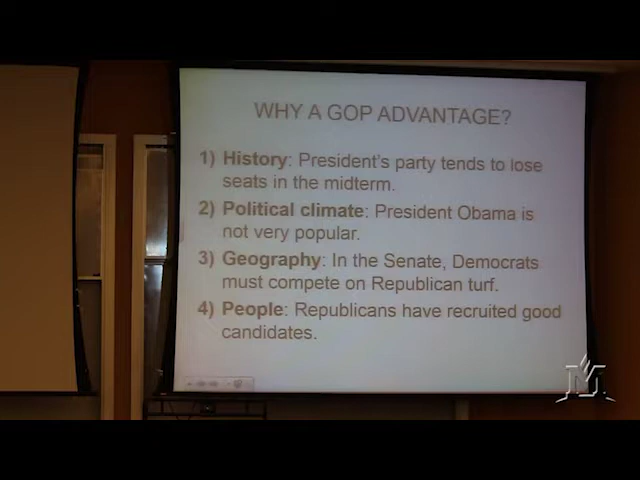 WHY A GOP ADVANTAGE?
1) History: President's party tends to lose
seats in the midterm.
2) Political climate: President Obama is
not very popular.
3) Geography: In the Senate, Democrats
must compete on Republican turf.
4) People: Republicans have recruited good
candidates.